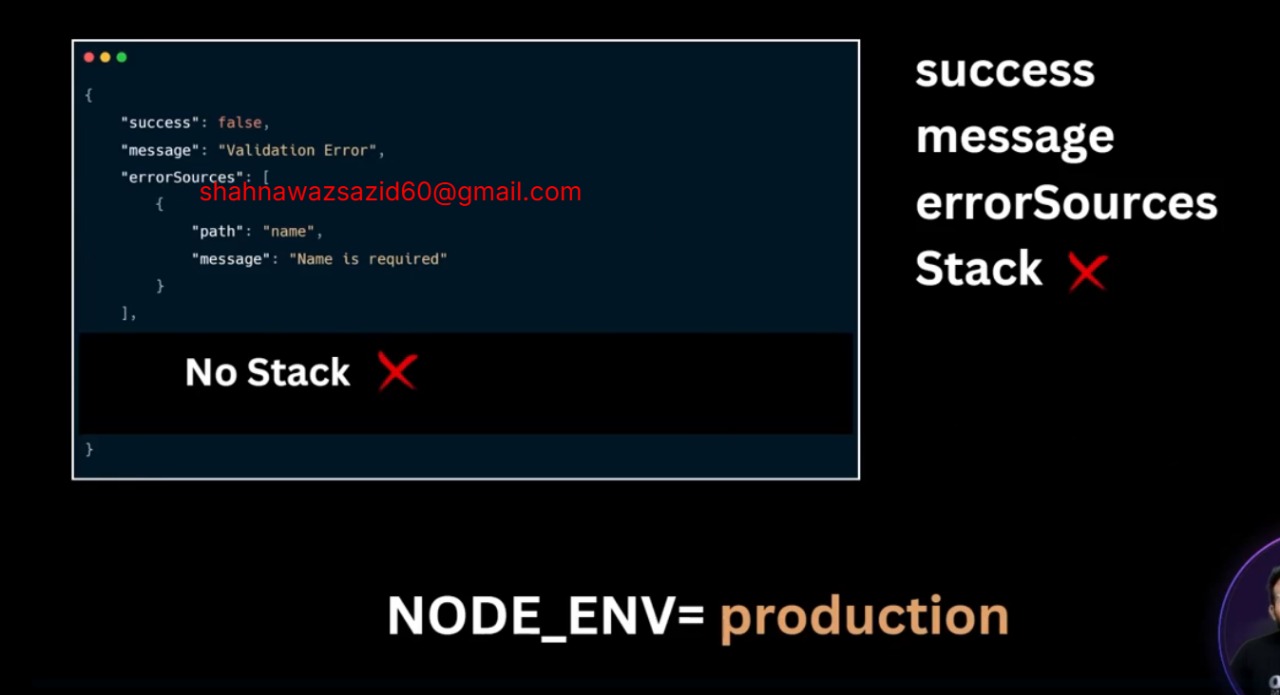 {
"success": false,
"message": "Validation Error",
"errorSources": [
shahnawazsazid60@gmail.com
{
"path": "name",
"message": "Name is required"
}
],
No Stack ❌
}
success
message
errorSources
Stack ❌
NODE_ENV= production